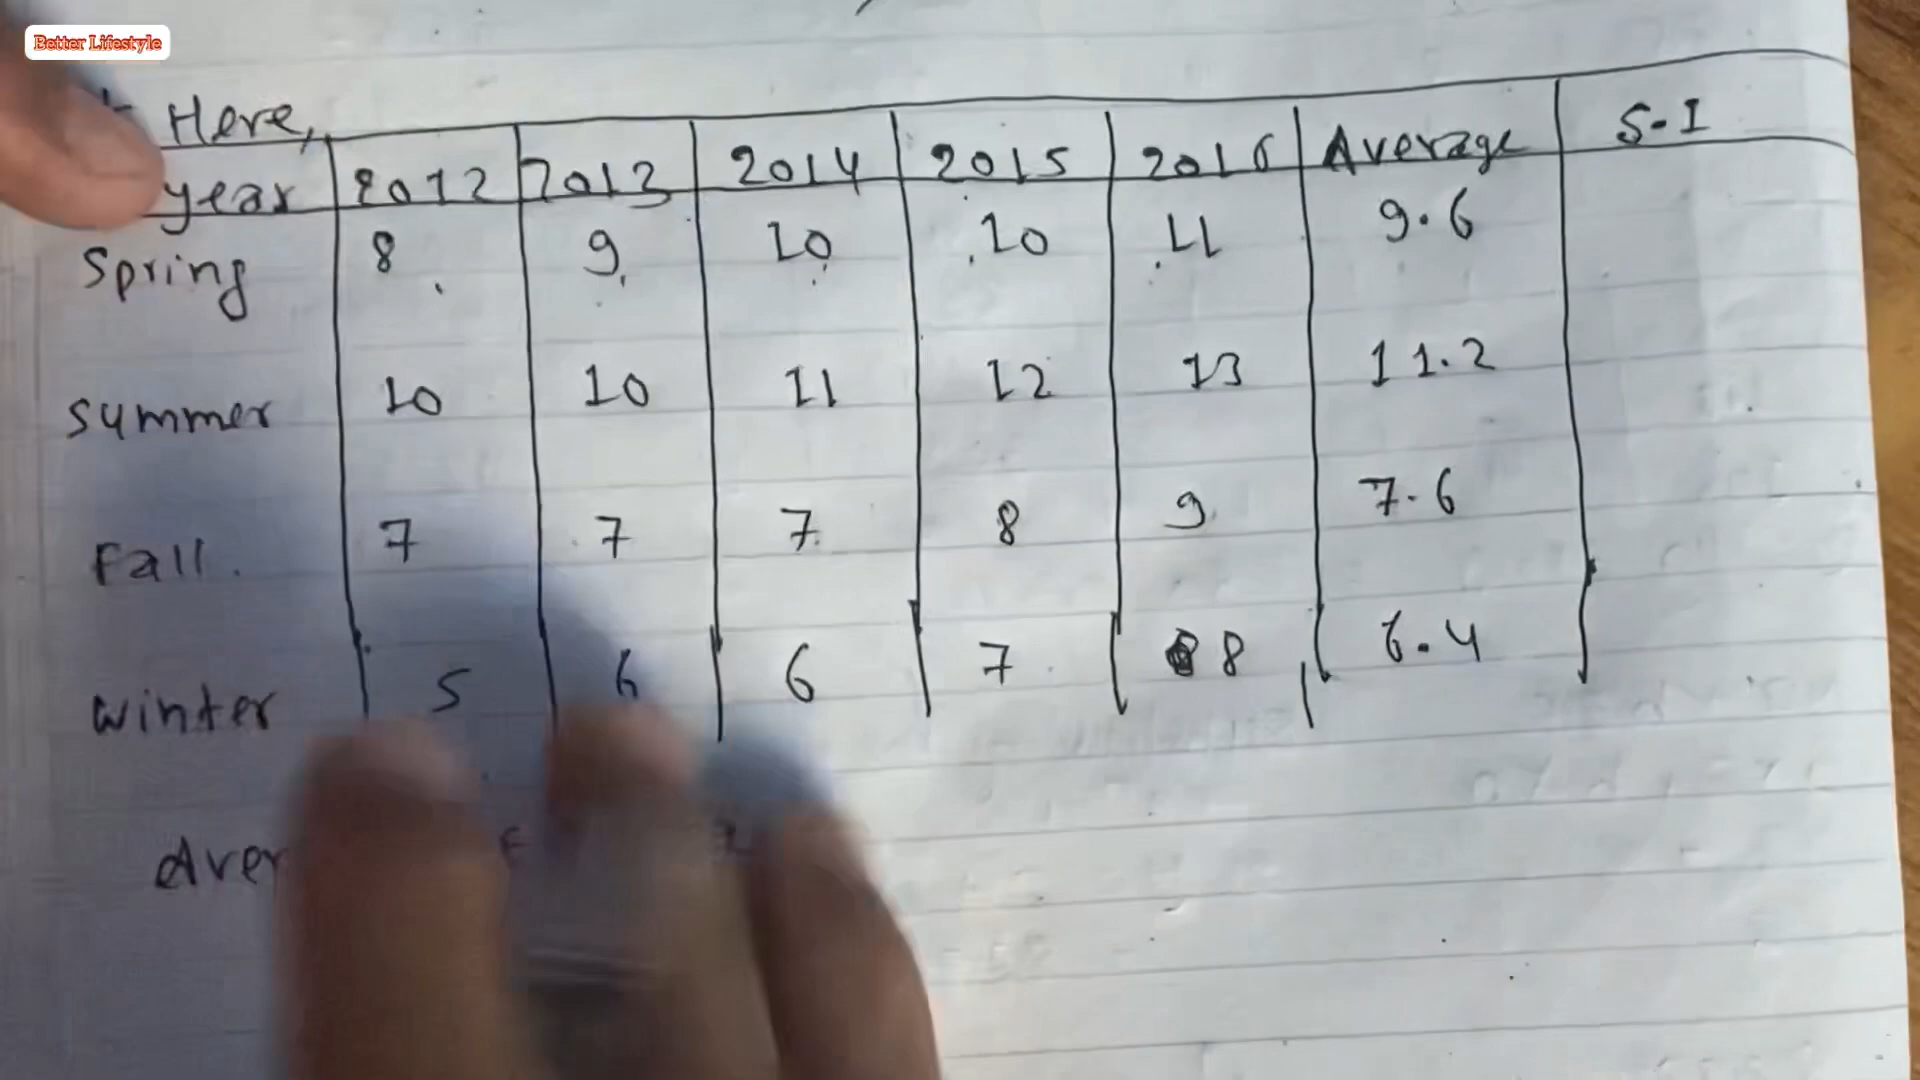 Better Lifestyle
Here,
year 2012 2013 2014 2015 2016 Average S.I
Spring 8 9 10 10 11 9.6
Summer 10 10 11 12 13 11.2
Fall. 7 7 7 8 9 7.6
Winter 5 6 6 7 8 6.4